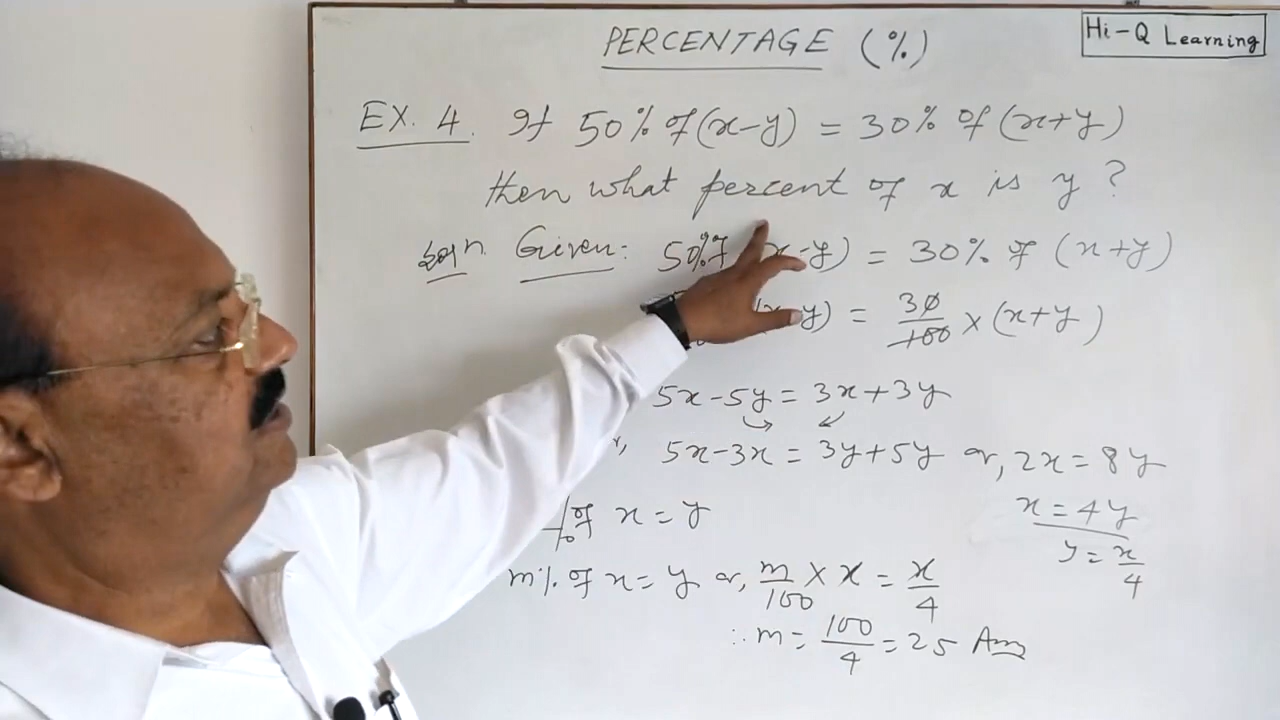 PERCENTAGE (%)
Hi-Q Learning
EX. 4. If 50% of (x-y) = 30% of (x+y)
then what percent of x is y ?
Soln. Given: 50% of (x-y) = 30% of (x+y)
(x-y) = 30/100 × (x+y)
5x-5y = 3x+3y
5x-3x = 3y+5y or, 2x = 8y
x = 4y
y = x/4
% of x = y
m% of x = y or, m/100 × x = x/4
∴ m = 100/4 = 25 Ans